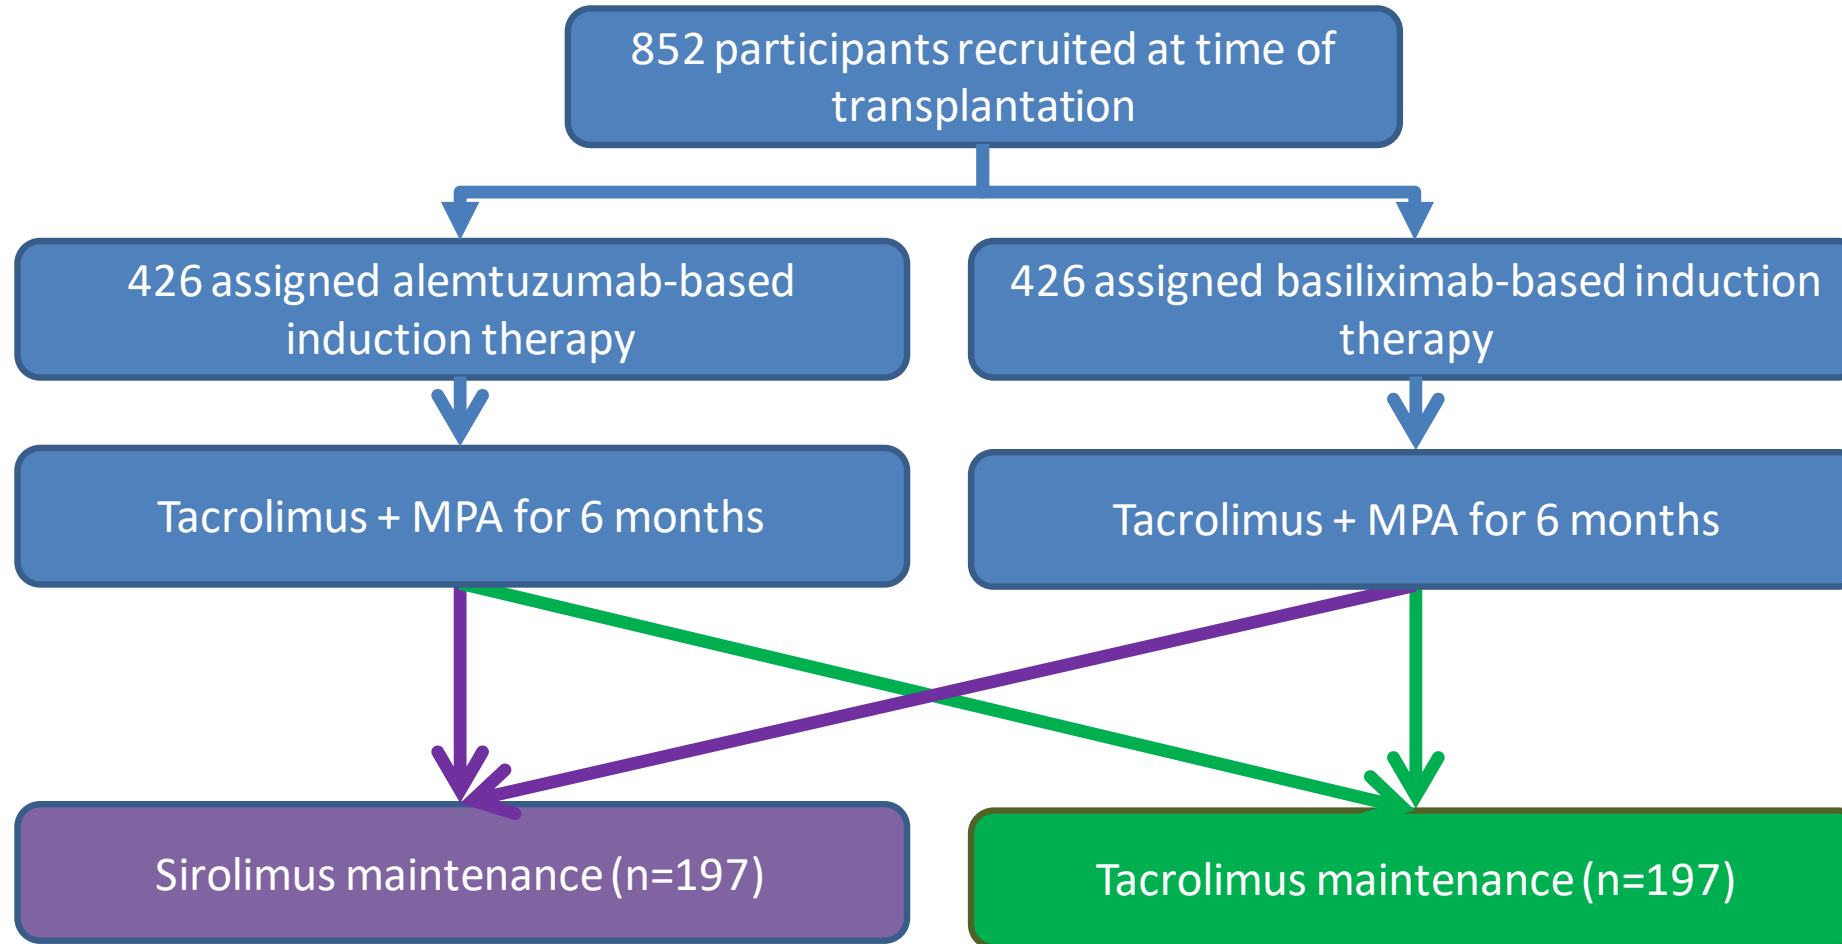 852 participants recruited at time of
transplantation
426 assigned alemtuzumab-based
induction therapy
426 assigned basiliximab-based induction
therapy
Tacrolimus + MPA for 6 months
Tacrolimus + MPA for 6 months
Sirolimus maintenance (n=197)
Tacrolimus maintenance (n=197)